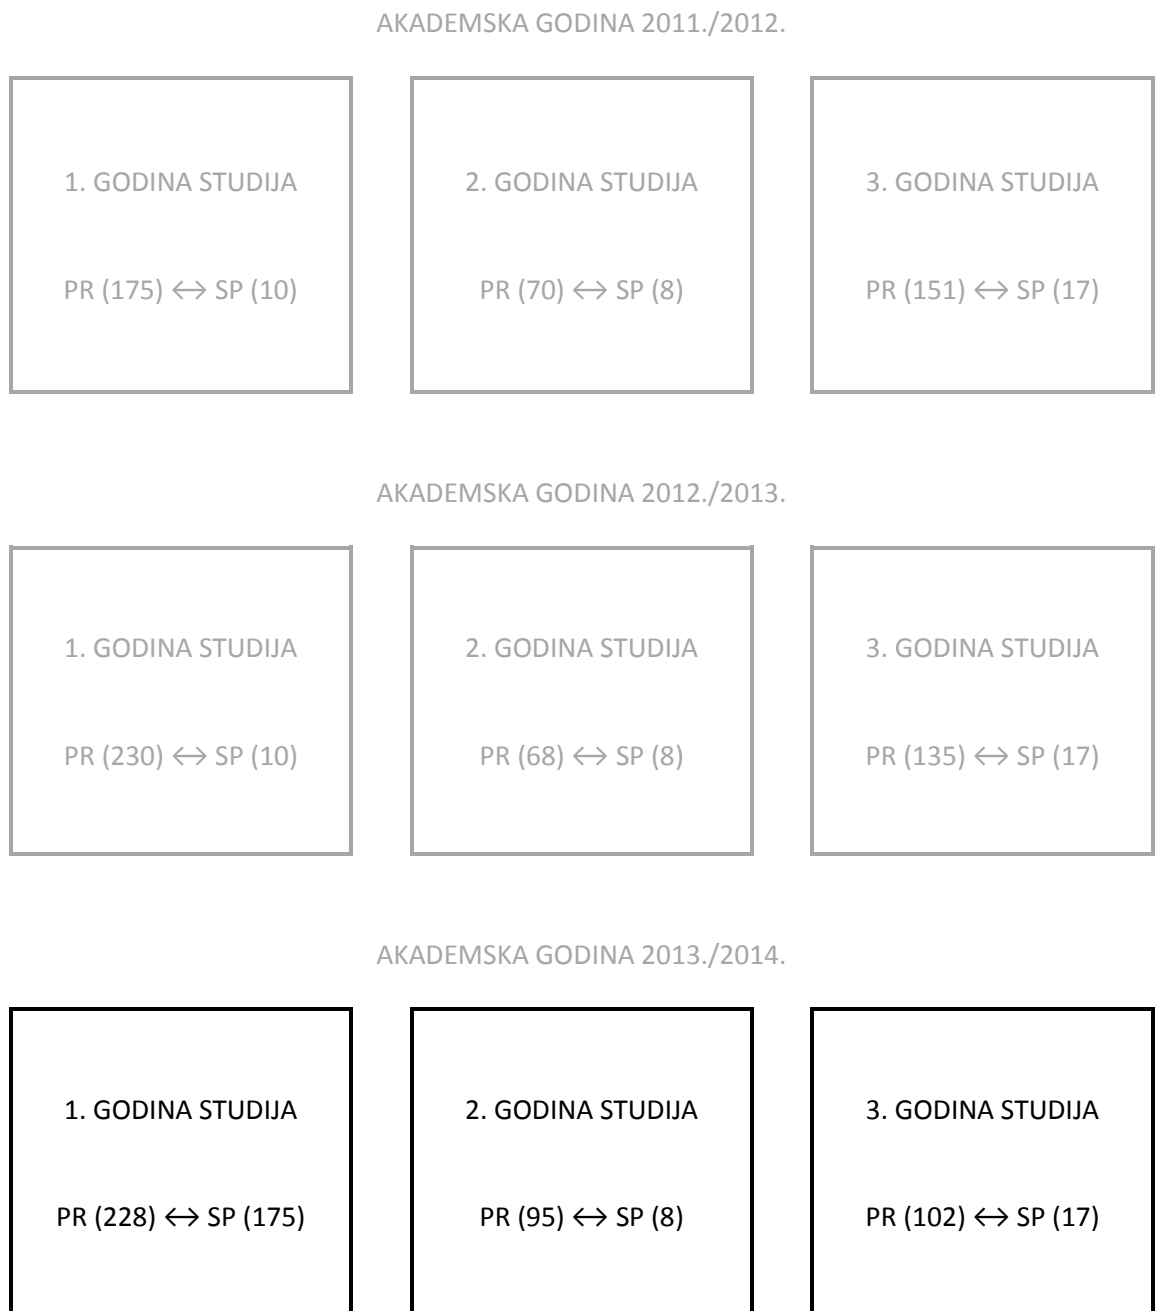 AKADEMSKA GODINA 2011./2012.
1. GODINA STUDIJA
PR (175) ↔ SP (10)
2. GODINA STUDIJA
PR (70) ↔ SP (8)
3. GODINA STUDIJA
PR (151) ↔ SP (17)
AKADEMSKA GODINA 2012./2013.
1. GODINA STUDIJA
PR (230) ↔ SP (10)
2. GODINA STUDIJA
PR (68) ↔ SP (8)
3. GODINA STUDIJA
PR (135) ↔ SP (17)
AKADEMSKA GODINA 2013./2014.
1. GODINA STUDIJA
PR (228) ↔ SP (175)
2. GODINA STUDIJA
PR (95) ↔ SP (8)
3. GODINA STUDIJA
PR (102) ↔ SP (17)